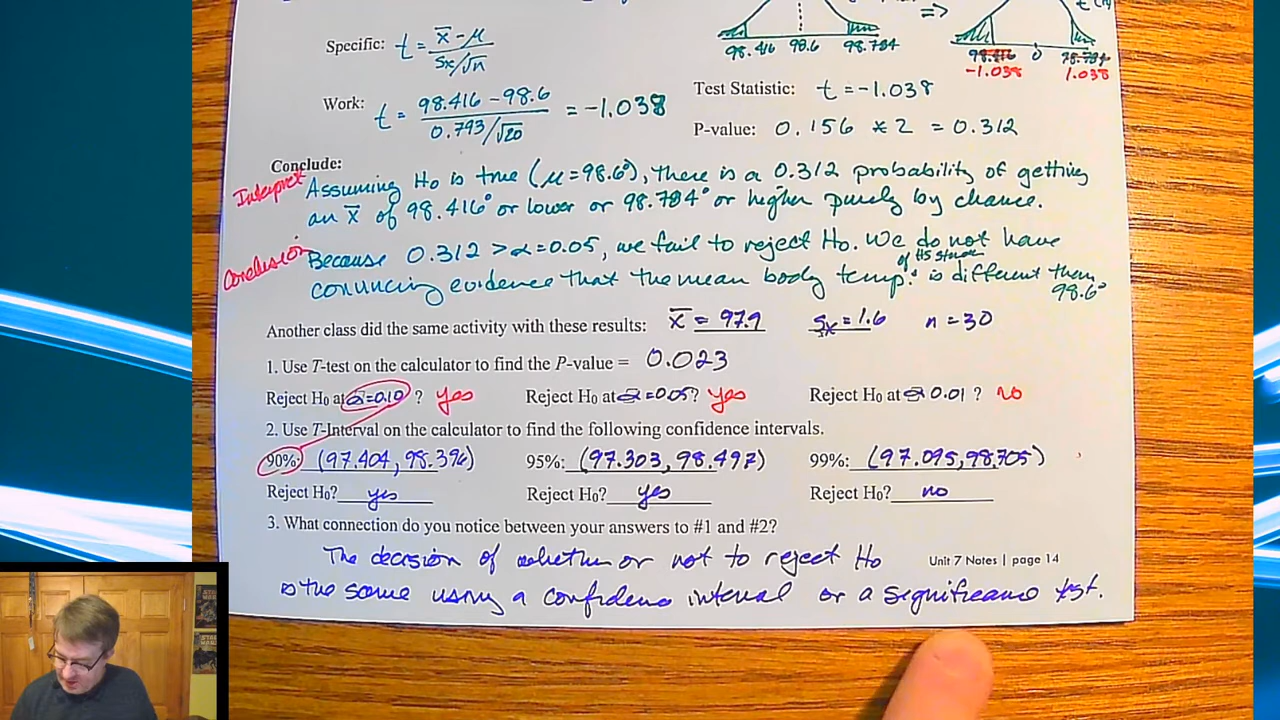 98.416 98.6 98.784 => 98.416 0 98.784
-1.038 1.038
Specific: t = x̄ - μ / sx/√n
Work: t = 98.416 - 98.6 / 0.793/√20 = -1.038
Test Statistic: t = -1.038
P-value: 0.156 * 2 = 0.312
Conclude:
Interpret Assuming Ho is true (μ=98.6°), there is a 0.312 probability of getting
an x̄ of 98.416° or lower or 98.784° or higher purely by chance.
Conclusion Because 0.312 > α=0.05, we fail to reject Ho. We do not have
convincing evidence that the mean body temp. of HS students is different than
98.6°
Another class did the same activity with these results: x̄ = 97.9 sx = 1.6 n = 30
1. Use T-test on the calculator to find the P-value = 0.023
Reject H0 at α=0.10 ? yes Reject H0 at α=0.05? yes Reject H0 at α 0.01 ? no
2. Use T-Interval on the calculator to find the following confidence intervals.
90%: (97.404, 98.396) 95%: (97.303, 98.497) 99%: (97.095, 98.705)
Reject H0? yes Reject H0? yes Reject H0? no
3. What connection do you notice between your answers to #1 and #2?
The decision of whether or not to reject Ho
Unit 7 Notes | page 14
is the same using a confidence interval or a significance test.